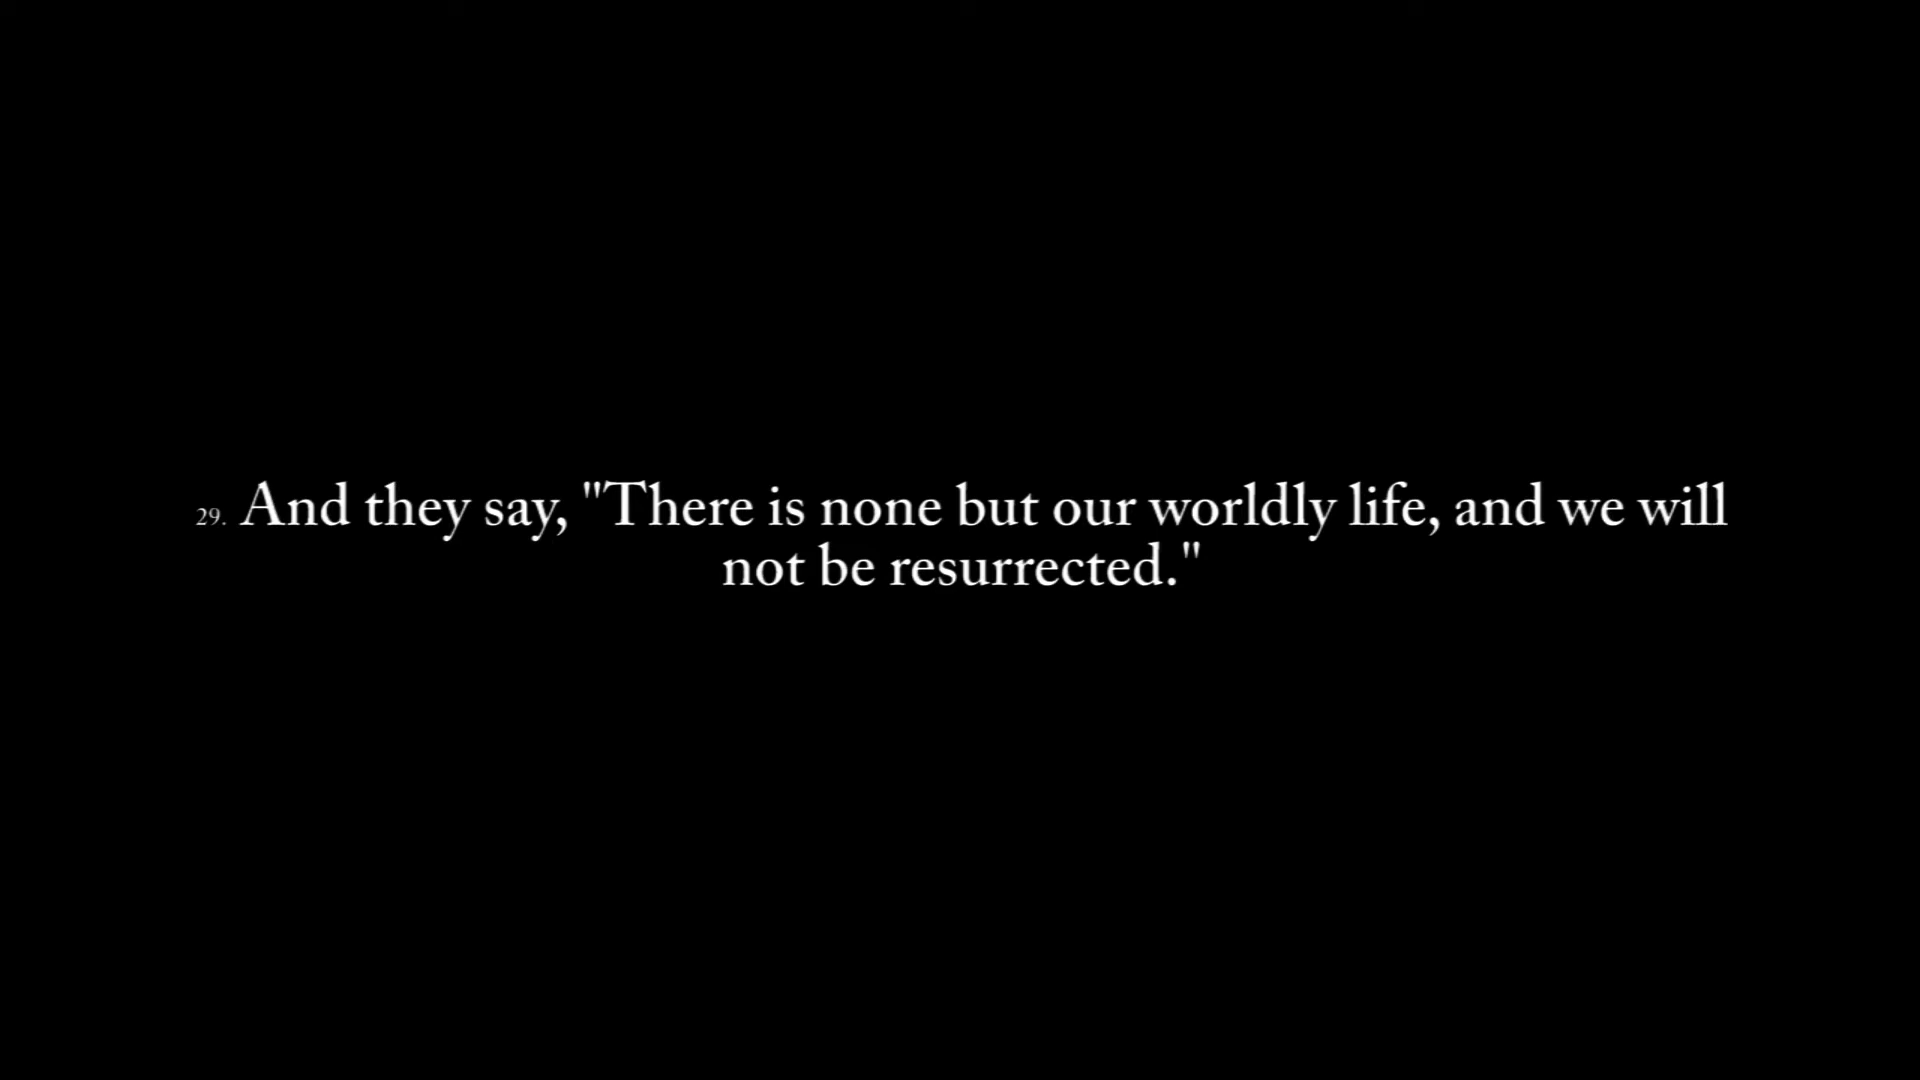 29. And they say, "There is none but our worldly life, and we will
not be resurrected."